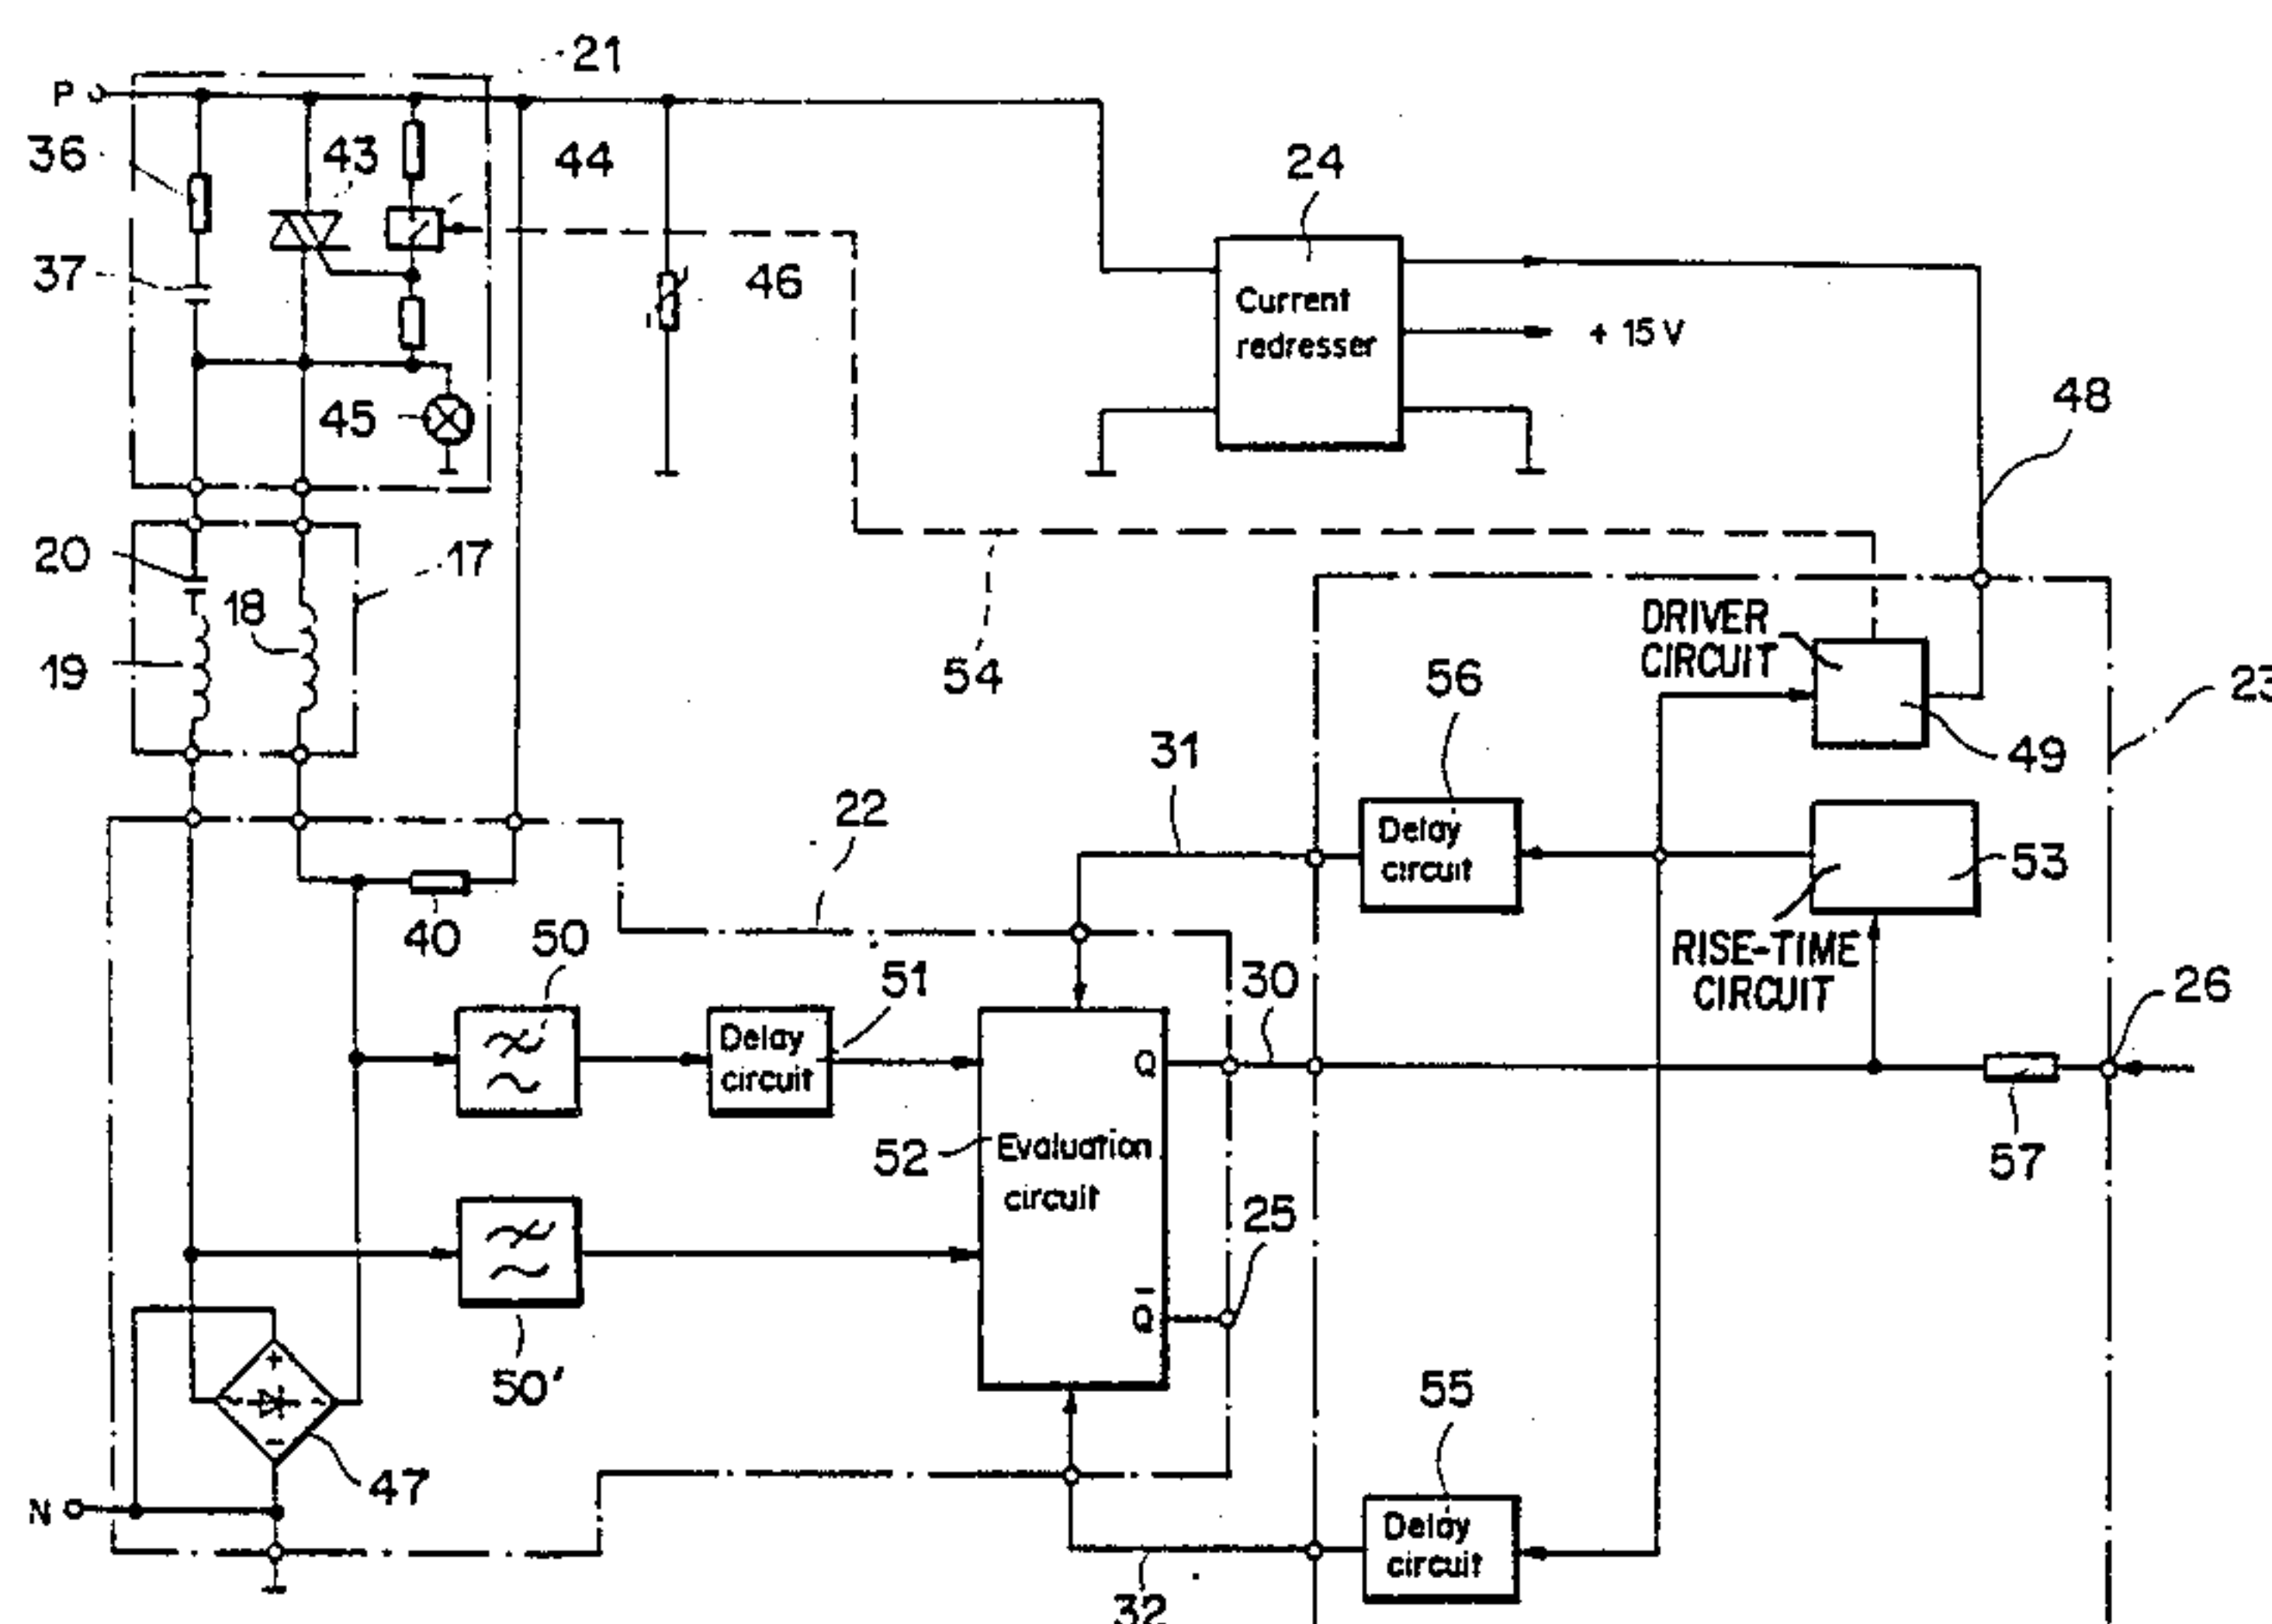 21
P
36
43
44
24
37
46
Current
redresser
+ 15 V
45
48
20
17
18
19
54
DRIVER
CIRCUIT
23
56
31
49
22
Delay
circuit
53
40
50
RISE-TIME
CIRCUIT
51
30
26
Delay
circuit
Q
52
Evaluation
circuit
57
25
Q̄
50'
+
-
47
55
N
Delay
circuit
32